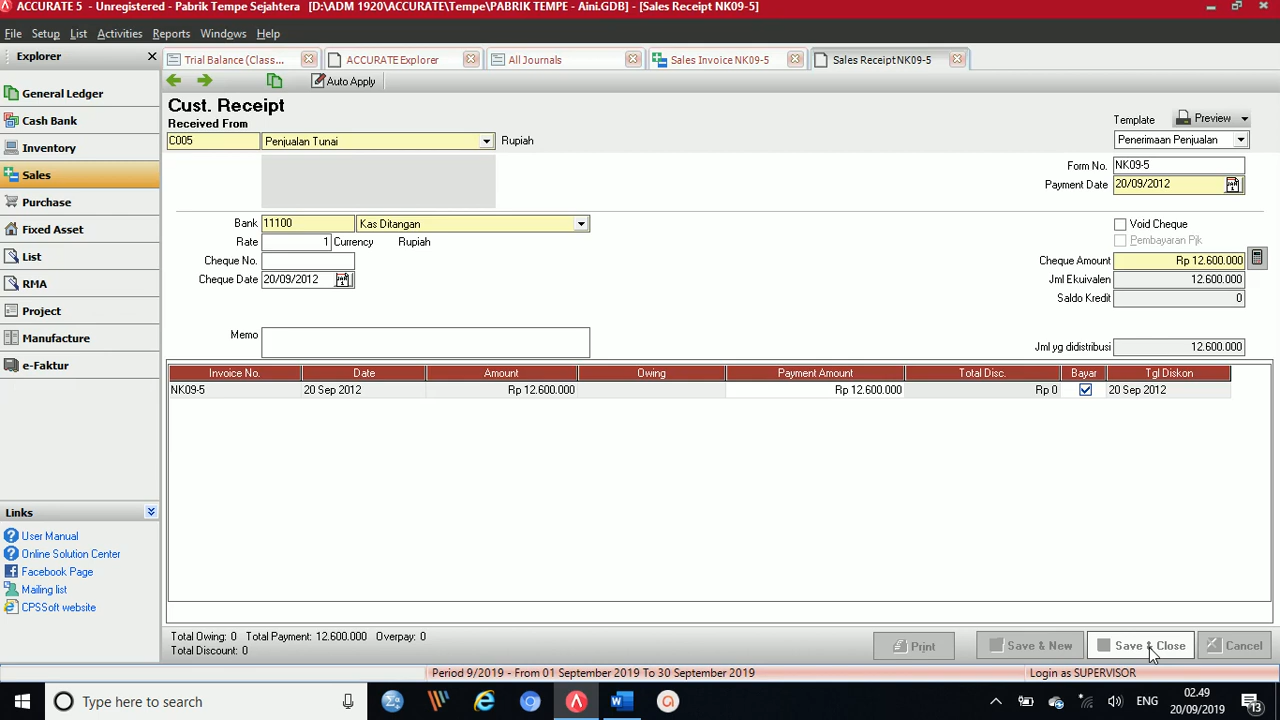 ACCURATE 5 - Unregistered - Pabrik Tempe Sejahtera [D:\ADM 1920\ACCURATE\Tempe\PABRIK TEMPE - Aini.GDB] - [Sales Receipt NK09-5]
File Setup List Activities Reports Windows Help
Explorer
Trial Balance (Class... ACCURATE Explorer All Journals Sales Invoice NK09-5 Sales Receipt NK09-5
General Ledger
Cash Bank
Inventory
Sales
Purchase
Fixed Asset
List
RMA
Project
Manufacture
e-Faktur
Links
User Manual
Online Solution Center
Facebook Page
Mailing list
CPSSoft website
Auto Apply
Cust. Receipt
Received From
C005 Penjualan Tunai Rupiah
Template Preview
Penerimaan Penjualan
Form No. NK09-5
Payment Date 20/09/2012
Bank 11100 Kas Ditangan
Rate 1 Currency Rupiah
Cheque No.
Cheque Date 20/09/2012
Memo
Void Cheque
Pembayaran Pjk
Cheque Amount Rp 12.600.000
Jml Ekuivalen 12.600.000
Saldo Kredit 0
Jml yg didistribusi 12.600.000
Invoice No. Date Amount Owing Payment Amount Total Disc. Bayar Tgl Diskon
NK09-5 20 Sep 2012 Rp 12.600.000 Rp 12.600.000 Rp 0 20 Sep 2012
Total Owing: 0 Total Payment: 12.600.000 Overpay: 0
Total Discount: 0
Print Save & New Save & Close Cancel
Period 9/2019 - From 01 September 2019 To 30 September 2019 Login as SUPERVISOR
Type here to search
ENG
02.49
20/09/2019
13